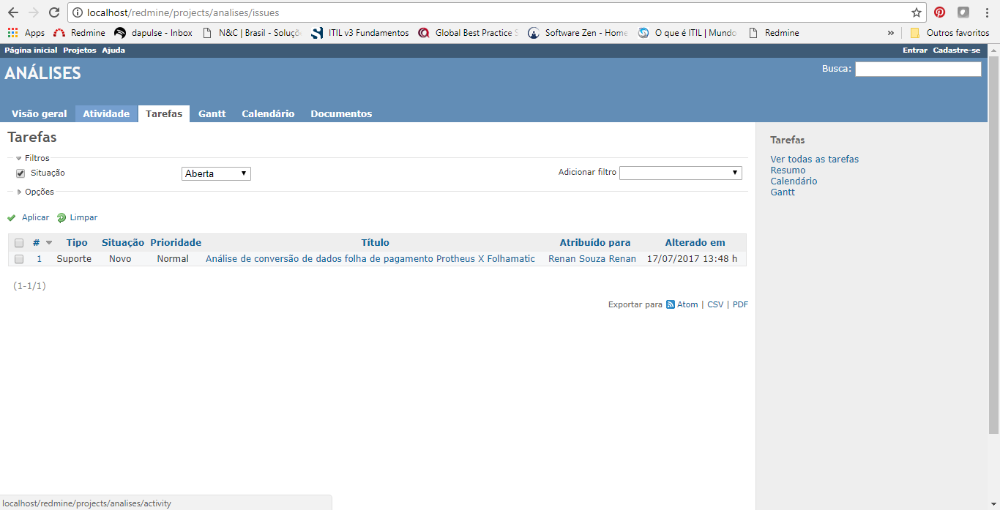 localhost/redmine/projects/analises/issues
Apps Redmine dapulse - Inbox N&C | Brasil - Soluçõ ITIL v3 Fundamentos Global Best Practice S Software Zen - Home O que é ITIL | Mundo Redmine » Outros favoritos
Página inicial Projetos Ajuda Entrar Cadastre-se
ANÁLISES Busca:
Visão geral Atividade Tarefas Gantt Calendário Documentos
Tarefas
Filtros
Situação Aberta Adicionar filtro
Opções
Aplicar Limpar
# Tipo Situação Prioridade Título Atribuído para Alterado em
1 Suporte Novo Normal Análise de conversão de dados folha de pagamento Protheus X Folhamatic Renan Souza Renan 17/07/2017 13:48 h
(1-1/1)
Exportar para Atom | CSV | PDF
Tarefas
Ver todas as tarefas
Resumo
Calendário
Gantt
localhost/redmine/projects/analises/activity